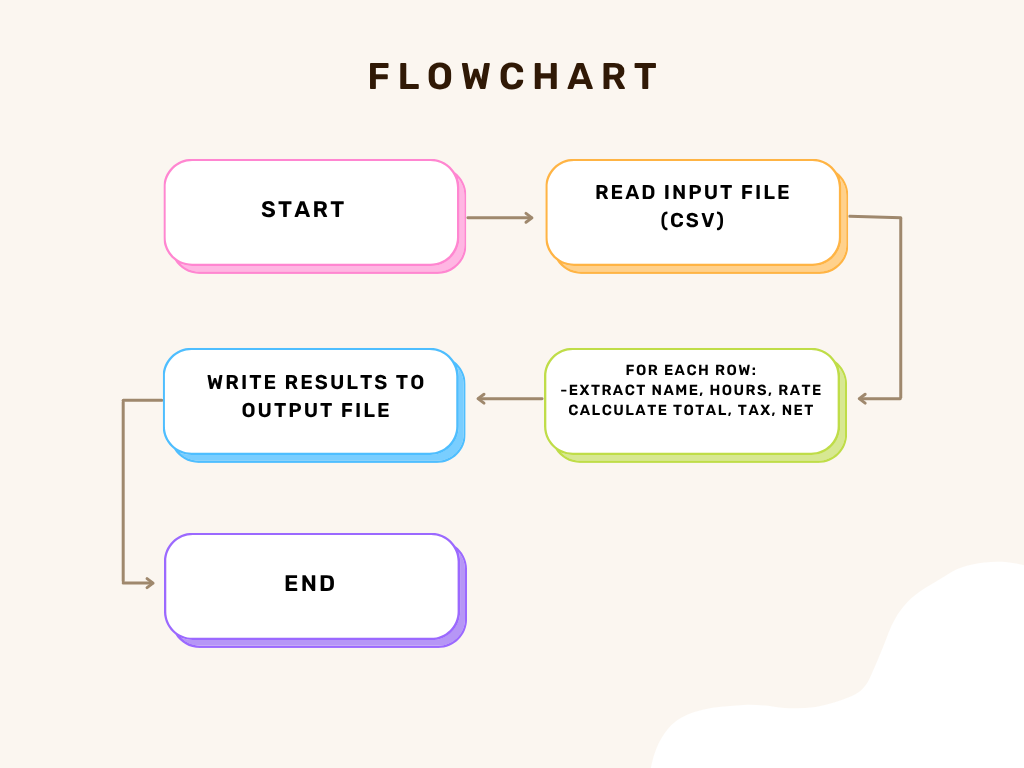 FLOWCHART
START
READ INPUT FILE
(CSV)
FOR EACH ROW:
-EXTRACT NAME, HOURS, RATE
CALCULATE TOTAL, TAX, NET
WRITE RESULTS TO
OUTPUT FILE
END